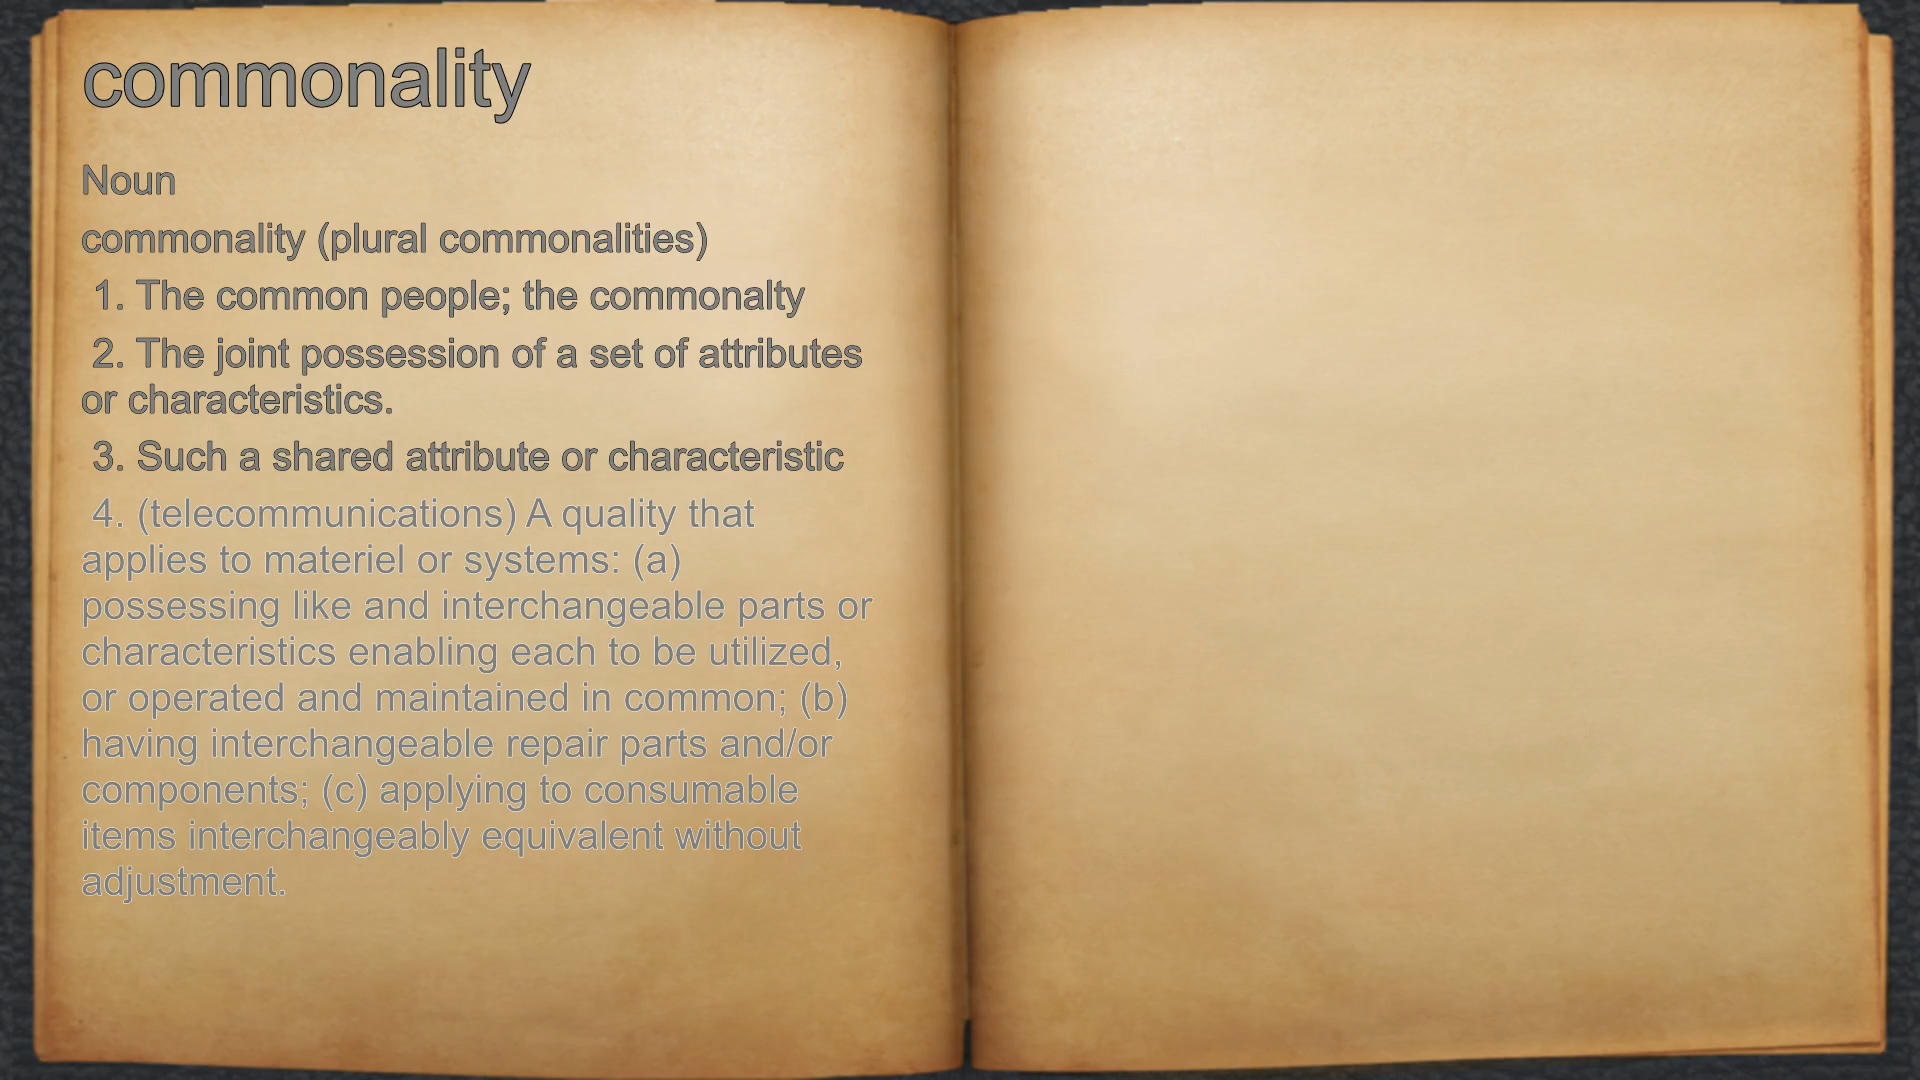 commonality
Noun
commonality (plural commonalities)
1. The common people; the commonalty
2. The joint possession of a set of attributes
or characteristics.
3. Such a shared attribute or characteristic
4. (telecommunications) A quality that
applies to materiel or systems: (a)
possessing like and interchangeable parts or
characteristics enabling each to be utilized,
or operated and maintained in common; (b)
having interchangeable repair parts and/or
components; (c) applying to consumable
items interchangeably equivalent without
adjustment.